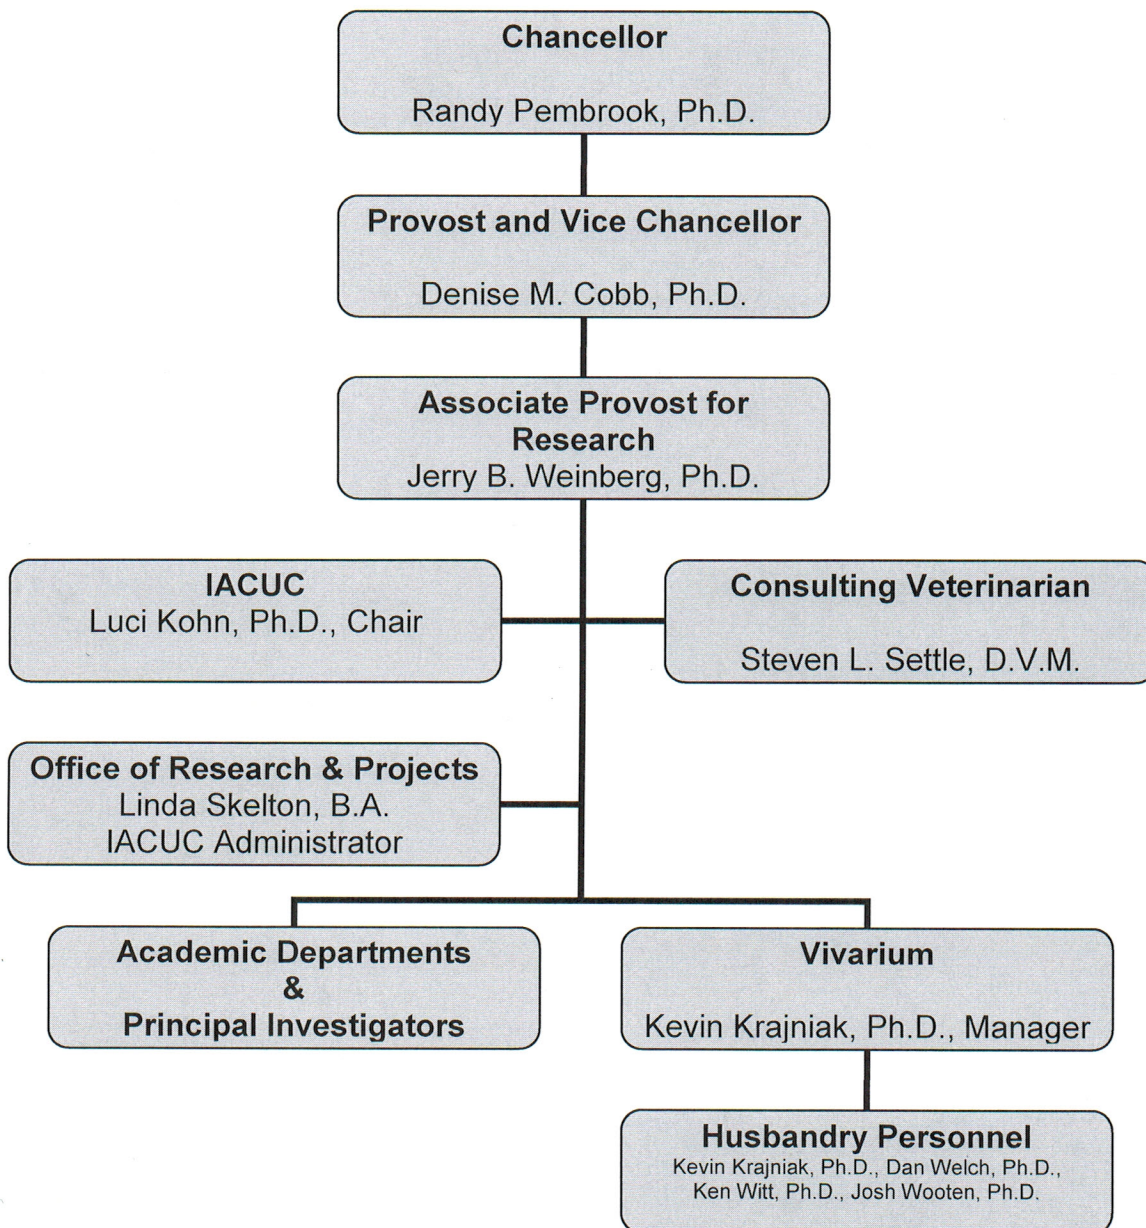 Chancellor
Randy Pembrook, Ph.D.
Provost and Vice Chancellor
Denise M. Cobb, Ph.D.
Associate Provost for
Research
Jerry B. Weinberg, Ph.D.
IACUC
Luci Kohn, Ph.D., Chair
Consulting Veterinarian
Steven L. Settle, D.V.M.
Office of Research & Projects
Linda Skelton, B.A.
IACUC Administrator
Academic Departments
&
Principal Investigators
Vivarium
Kevin Krajniak, Ph.D., Manager
Husbandry Personnel
Kevin Krajniak, Ph.D., Dan Welch, Ph.D.,
Ken Witt, Ph.D., Josh Wooten, Ph.D.